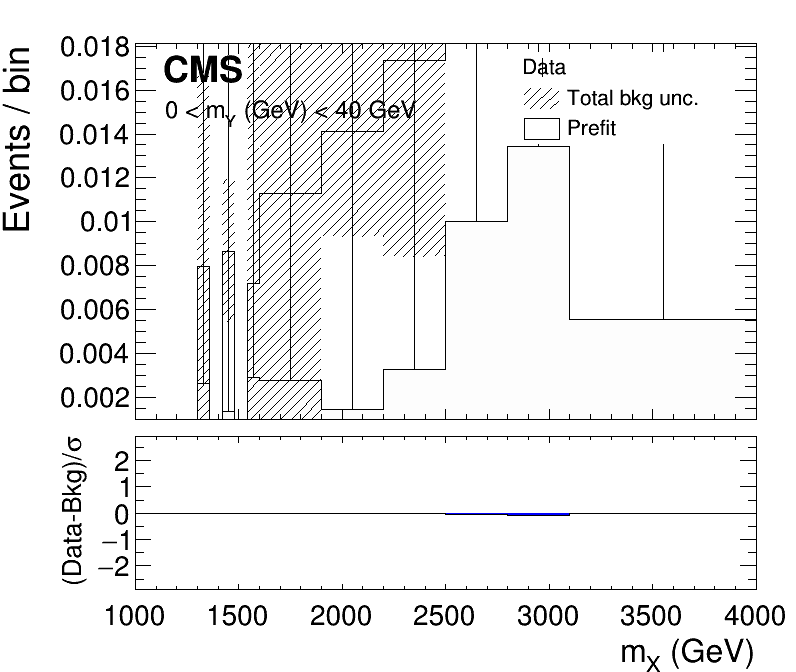 0.018
0.016
0.014
0.012
0.01
0.008
0.006
0.004
0.002
Events / bin
CMS
0 < mY (GeV) < 40 GeV
Data
Total bkg unc.
Prefit
(Data-Bkg)/σ
2
1
0
−1
−2
1000 1500 2000 2500 3000 3500 4000
mX (GeV)